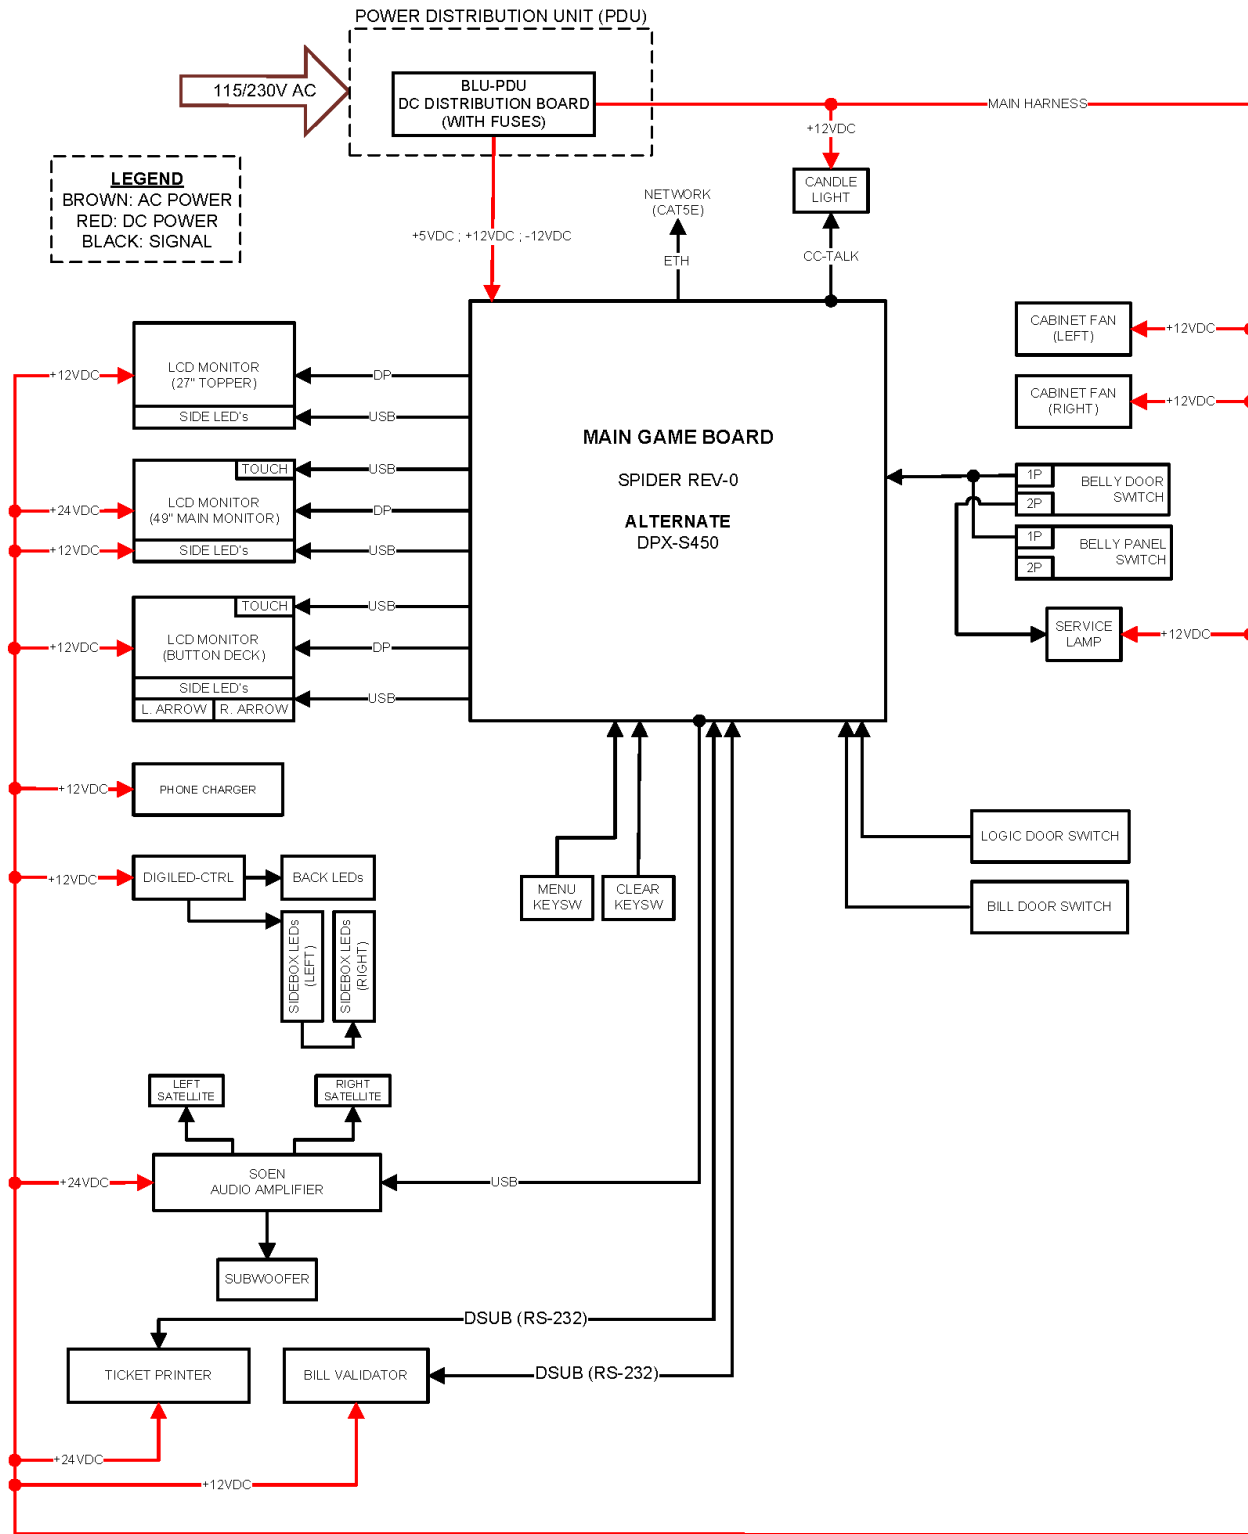 POWER DISTRIBUTION UNIT (PDU)
115/230V AC
BLU-PDU
DC DISTRIBUTION BOARD
(WITH FUSES)
MAIN HARNESS
+12VDC
LEGEND
BROWN: AC POWER
RED: DC POWER
BLACK: SIGNAL
NETWORK
(CAT5E)
CANDLE
LIGHT
+5VDC ; +12VDC ; -12VDC
ETH
CC-TALK
LCD MONITOR
(27" TOPPER)
SIDE LED's
+12VDC
DP
USB
TOUCH
LCD MONITOR
(49" MAIN MONITOR)
SIDE LED's
+24VDC
+12VDC
USB
DP
USB
TOUCH
LCD MONITOR
(BUTTON DECK)
SIDE LED's
L. ARROW
R. ARROW
+12VDC
USB
DP
USB
MAIN GAME BOARD
SPIDER REV-0
ALTERNATE
DPX-S450
CABINET FAN
(LEFT)
+12VDC
CABINET FAN
(RIGHT)
+12VDC
1P
2P
BELLY DOOR
SWITCH
1P
2P
BELLY PANEL
SWITCH
SERVICE
LAMP
+12VDC
+12VDC
PHONE CHARGER
+12VDC
DIGILED-CTRL
BACK LEDs
SIDEBOX LEDs
(LEFT)
SIDEBOX LEDs
(RIGHT)
MENU
KEYSW
CLEAR
KEYSW
LOGIC DOOR SWITCH
BILL DOOR SWITCH
LEFT
SATELLITE
RIGHT
SATELLITE
+24VDC
SOEN
AUDIO AMPLIFIER
USB
SUBWOOFER
DSUB (RS-232)
TICKET PRINTER
BILL VALIDATOR
DSUB (RS-232)
+24VDC
+12VDC